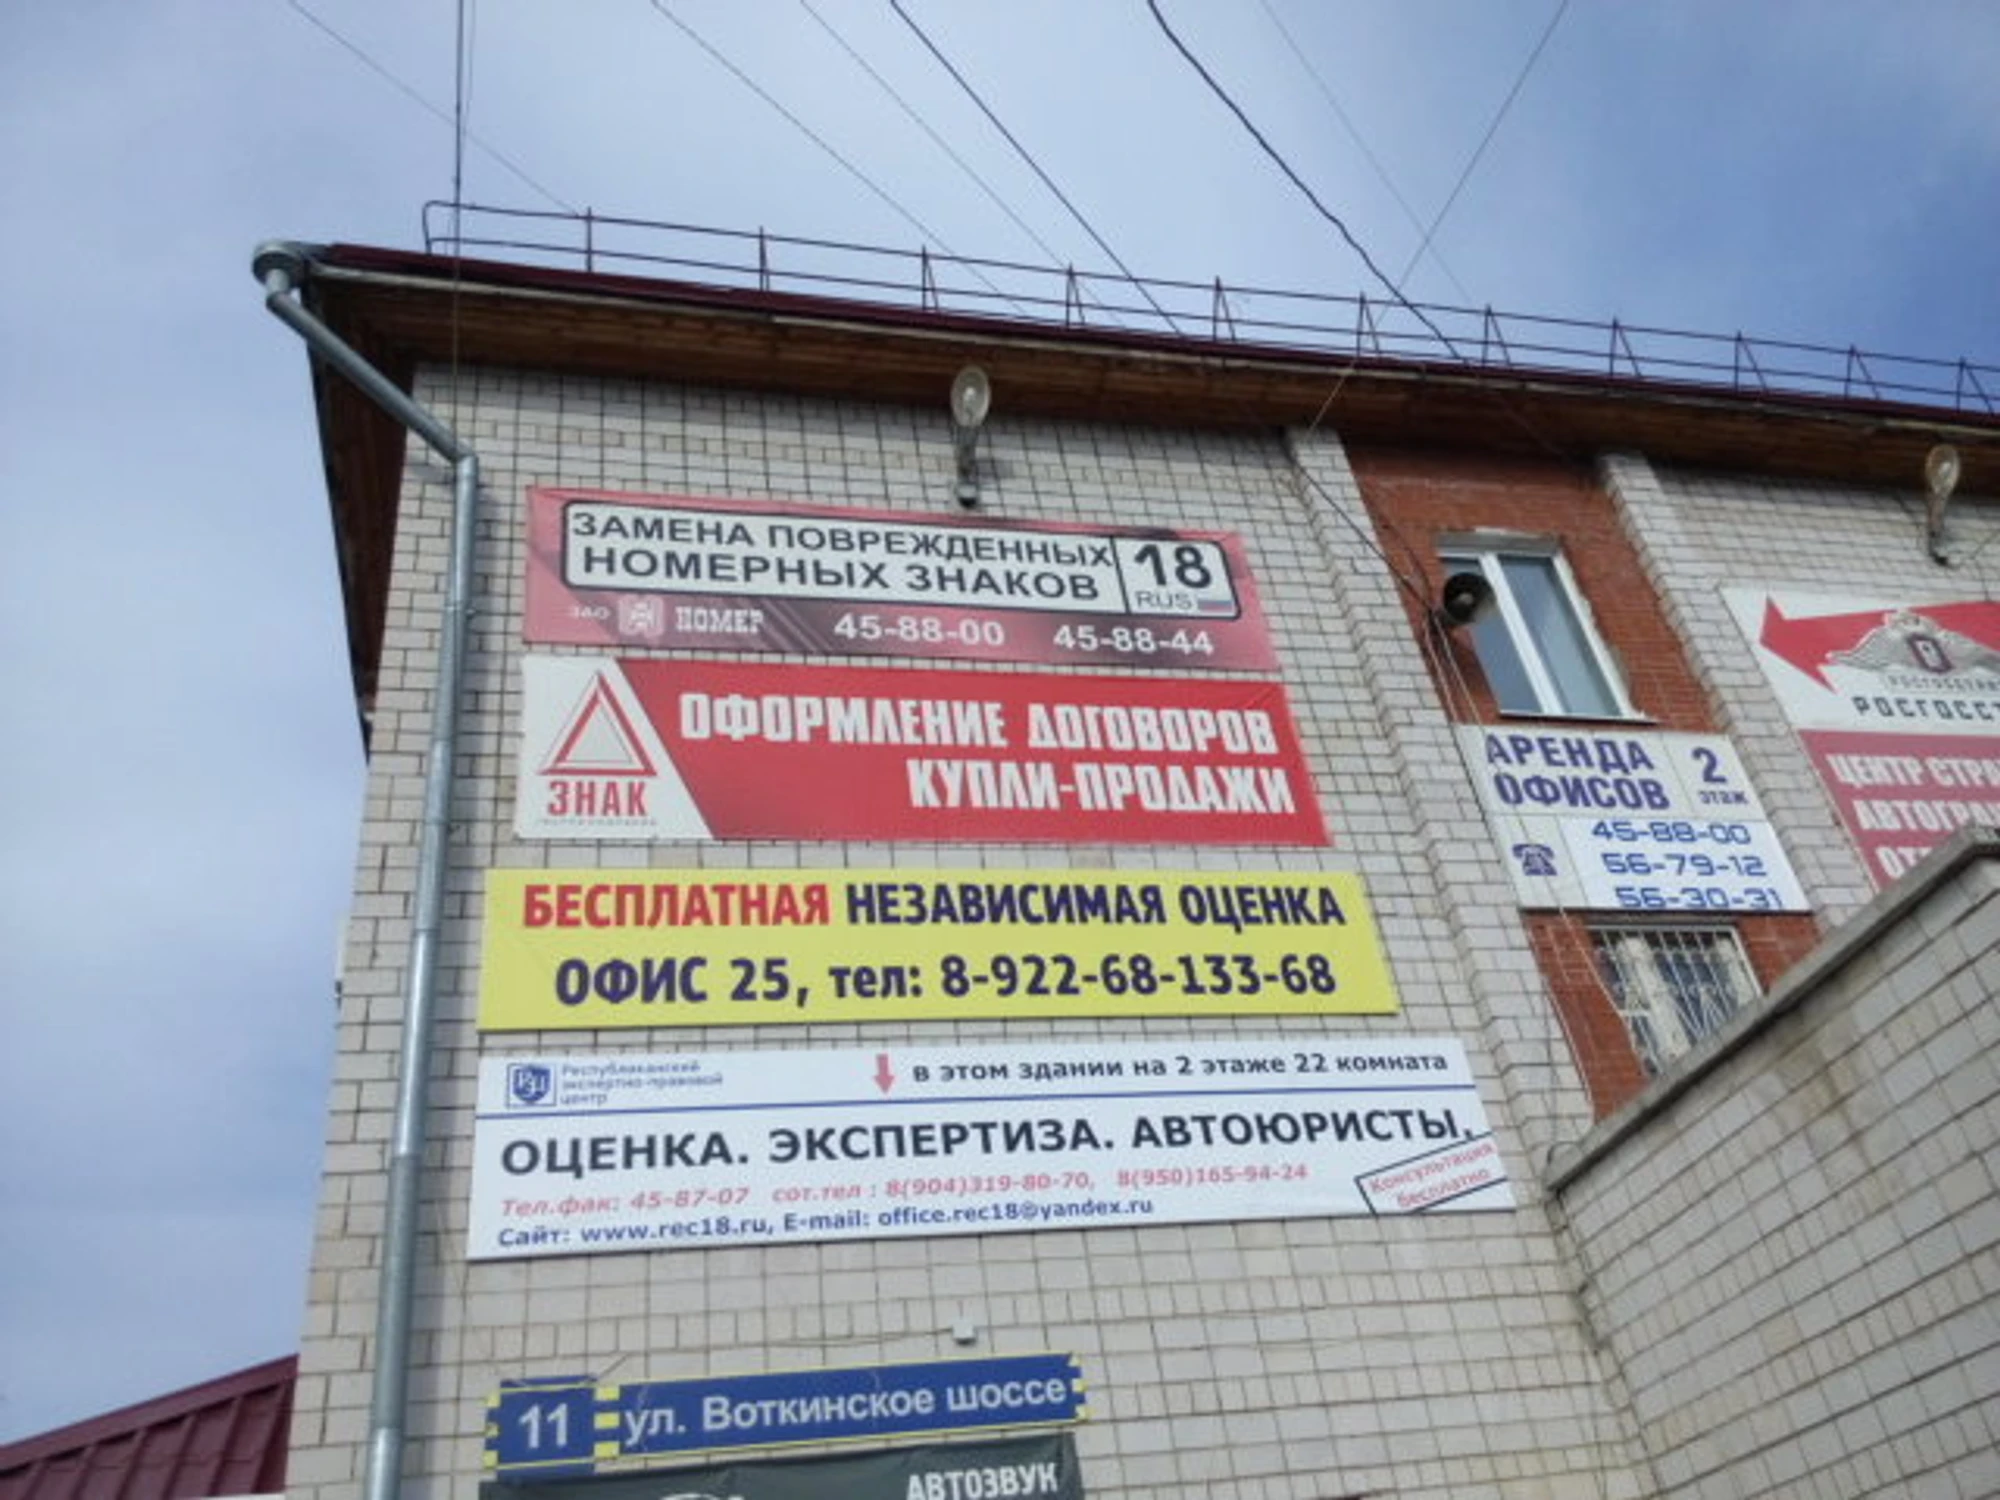 ЗАМЕНА ПОВРЕЖДЕННЫХ
НОМЕРНЫХ ЗНАКОВ
18
RUS
ЗАО НОМЕР 45-88-00 45-88-44
ЗНАК
ОФОРМЛЕНИЕ ДОГОВОРОВ
КУПЛИ-ПРОДАЖИ
БЕСПЛАТНАЯ НЕЗАВИСИМАЯ ОЦЕНКА
ОФИС 25, тел: 8-922-68-133-68
Республиканский
экспертно-правовой
центр
в этом здании на 2 этаже 22 комната
ОЦЕНКА. ЭКСПЕРТИЗА. АВТОЮРИСТЫ.
Тел.фак: 45-87-07 сот.тел : 8(904)319-80-70, 8(950)165-94-24
Сайт: www.rec18.ru, E-mail: office.rec18@yandex.ru
Консультация
бесплатно
11 ул. Воткинское шоссе
АВТОЗВУК
АРЕНДА
ОФИСОВ
2
этаж
45-88-00
56-79-12
56-30-31
РОСГОССТ
ЦЕНТР СТРА
АВТОГРА